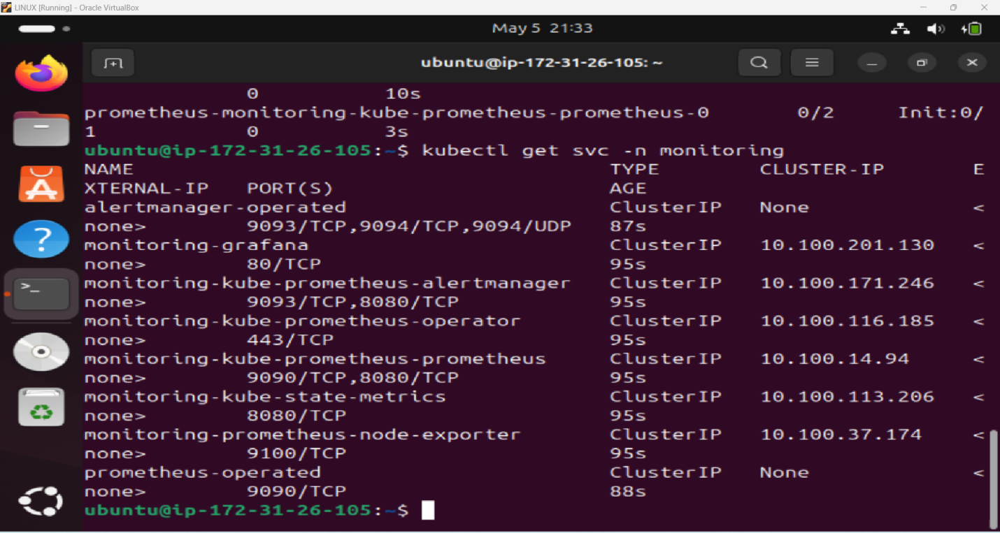 LINUX [Running] - Oracle VirtualBox
May 5 21:33
ubuntu@ip-172-31-26-105: ~
0 10s
prometheus-monitoring-kube-prometheus-prometheus-0 0/2 Init:0/
1 0 3s
ubuntu@ip-172-31-26-105:~$ kubectl get svc -n monitoring
NAME TYPE CLUSTER-IP E
XTERNAL-IP PORT(S) AGE
alertmanager-operated ClusterIP None <
none> 9093/TCP,9094/TCP,9094/UDP 87s
monitoring-grafana ClusterIP 10.100.201.130 <
none> 80/TCP 95s
monitoring-kube-prometheus-alertmanager ClusterIP 10.100.171.246 <
none> 9093/TCP,8080/TCP 95s
monitoring-kube-prometheus-operator ClusterIP 10.100.116.185 <
none> 443/TCP 95s
monitoring-kube-prometheus-prometheus ClusterIP 10.100.14.94 <
none> 9090/TCP,8080/TCP 95s
monitoring-kube-state-metrics ClusterIP 10.100.113.206 <
none> 8080/TCP 95s
monitoring-prometheus-node-exporter ClusterIP 10.100.37.174 <
none> 9100/TCP 95s
prometheus-operated ClusterIP None <
none> 9090/TCP 88s
ubuntu@ip-172-31-26-105:~$